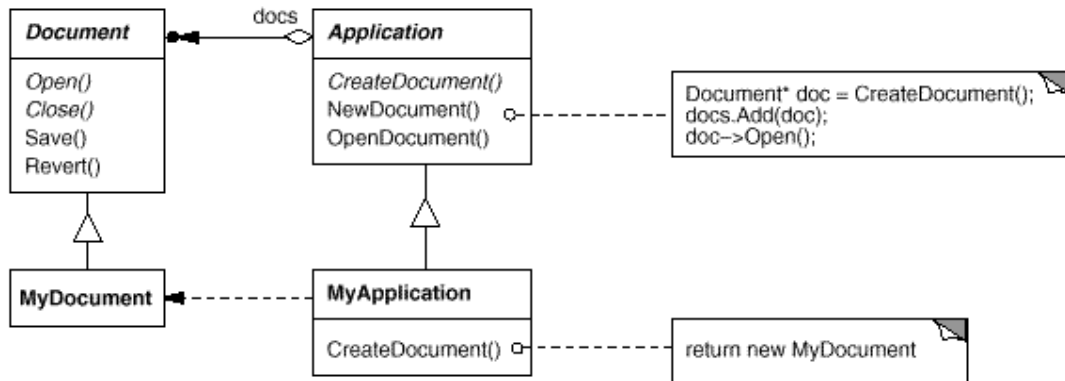 docs
Document
Open()
Close()
Save()
Revert()
Application
CreateDocument()
NewDocument()
OpenDocument()
Document* doc = CreateDocument();
docs.Add(doc);
doc–>Open();
MyDocument
MyApplication
CreateDocument()
return new MyDocument